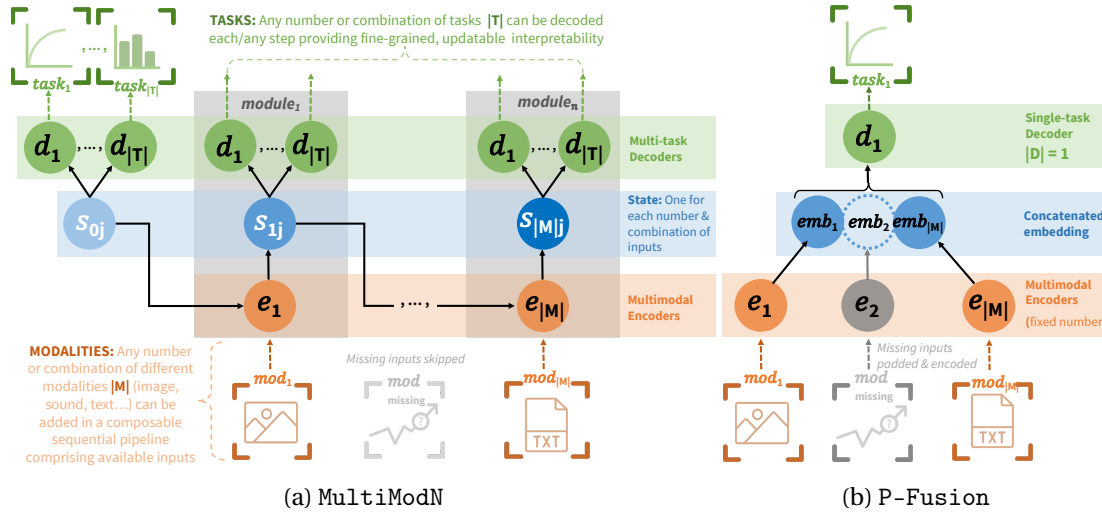 TASKS: Any number or combination of tasks |T| can be decoded
each/any step providing fine-grained, updatable interpretability
, ... ,
task1
task|T|
module1
modulen
d1
, ... ,
d|T|
d1
, ... ,
d|T|
d1
, ... ,
d|T|
Multi-task
Decoders
s0j
s1j
s|M|j
State: One for
each number &
combination of
inputs
e1
, ... ,
e|M|
Multimodal
Encoders
MODALITIES: Any number
or combination of different
modalities |M| (image,
sound, text...) can be
added in a composable
sequential pipeline
comprising available inputs
mod1
Missing inputs skipped
mod
missing
?
mod|M|
TXT
(a) MultiModN
task1
d1
Single-task
Decoder
|D| = 1
emb1
emb2
emb|M|
Concatenated
embedding
e1
e2
e|M|
Multimodal
Encoders
(fixed number
mod1
Missing inputs
padded & encoded
mod
missing
?
mod|M|
TXT
(b) P-Fusion